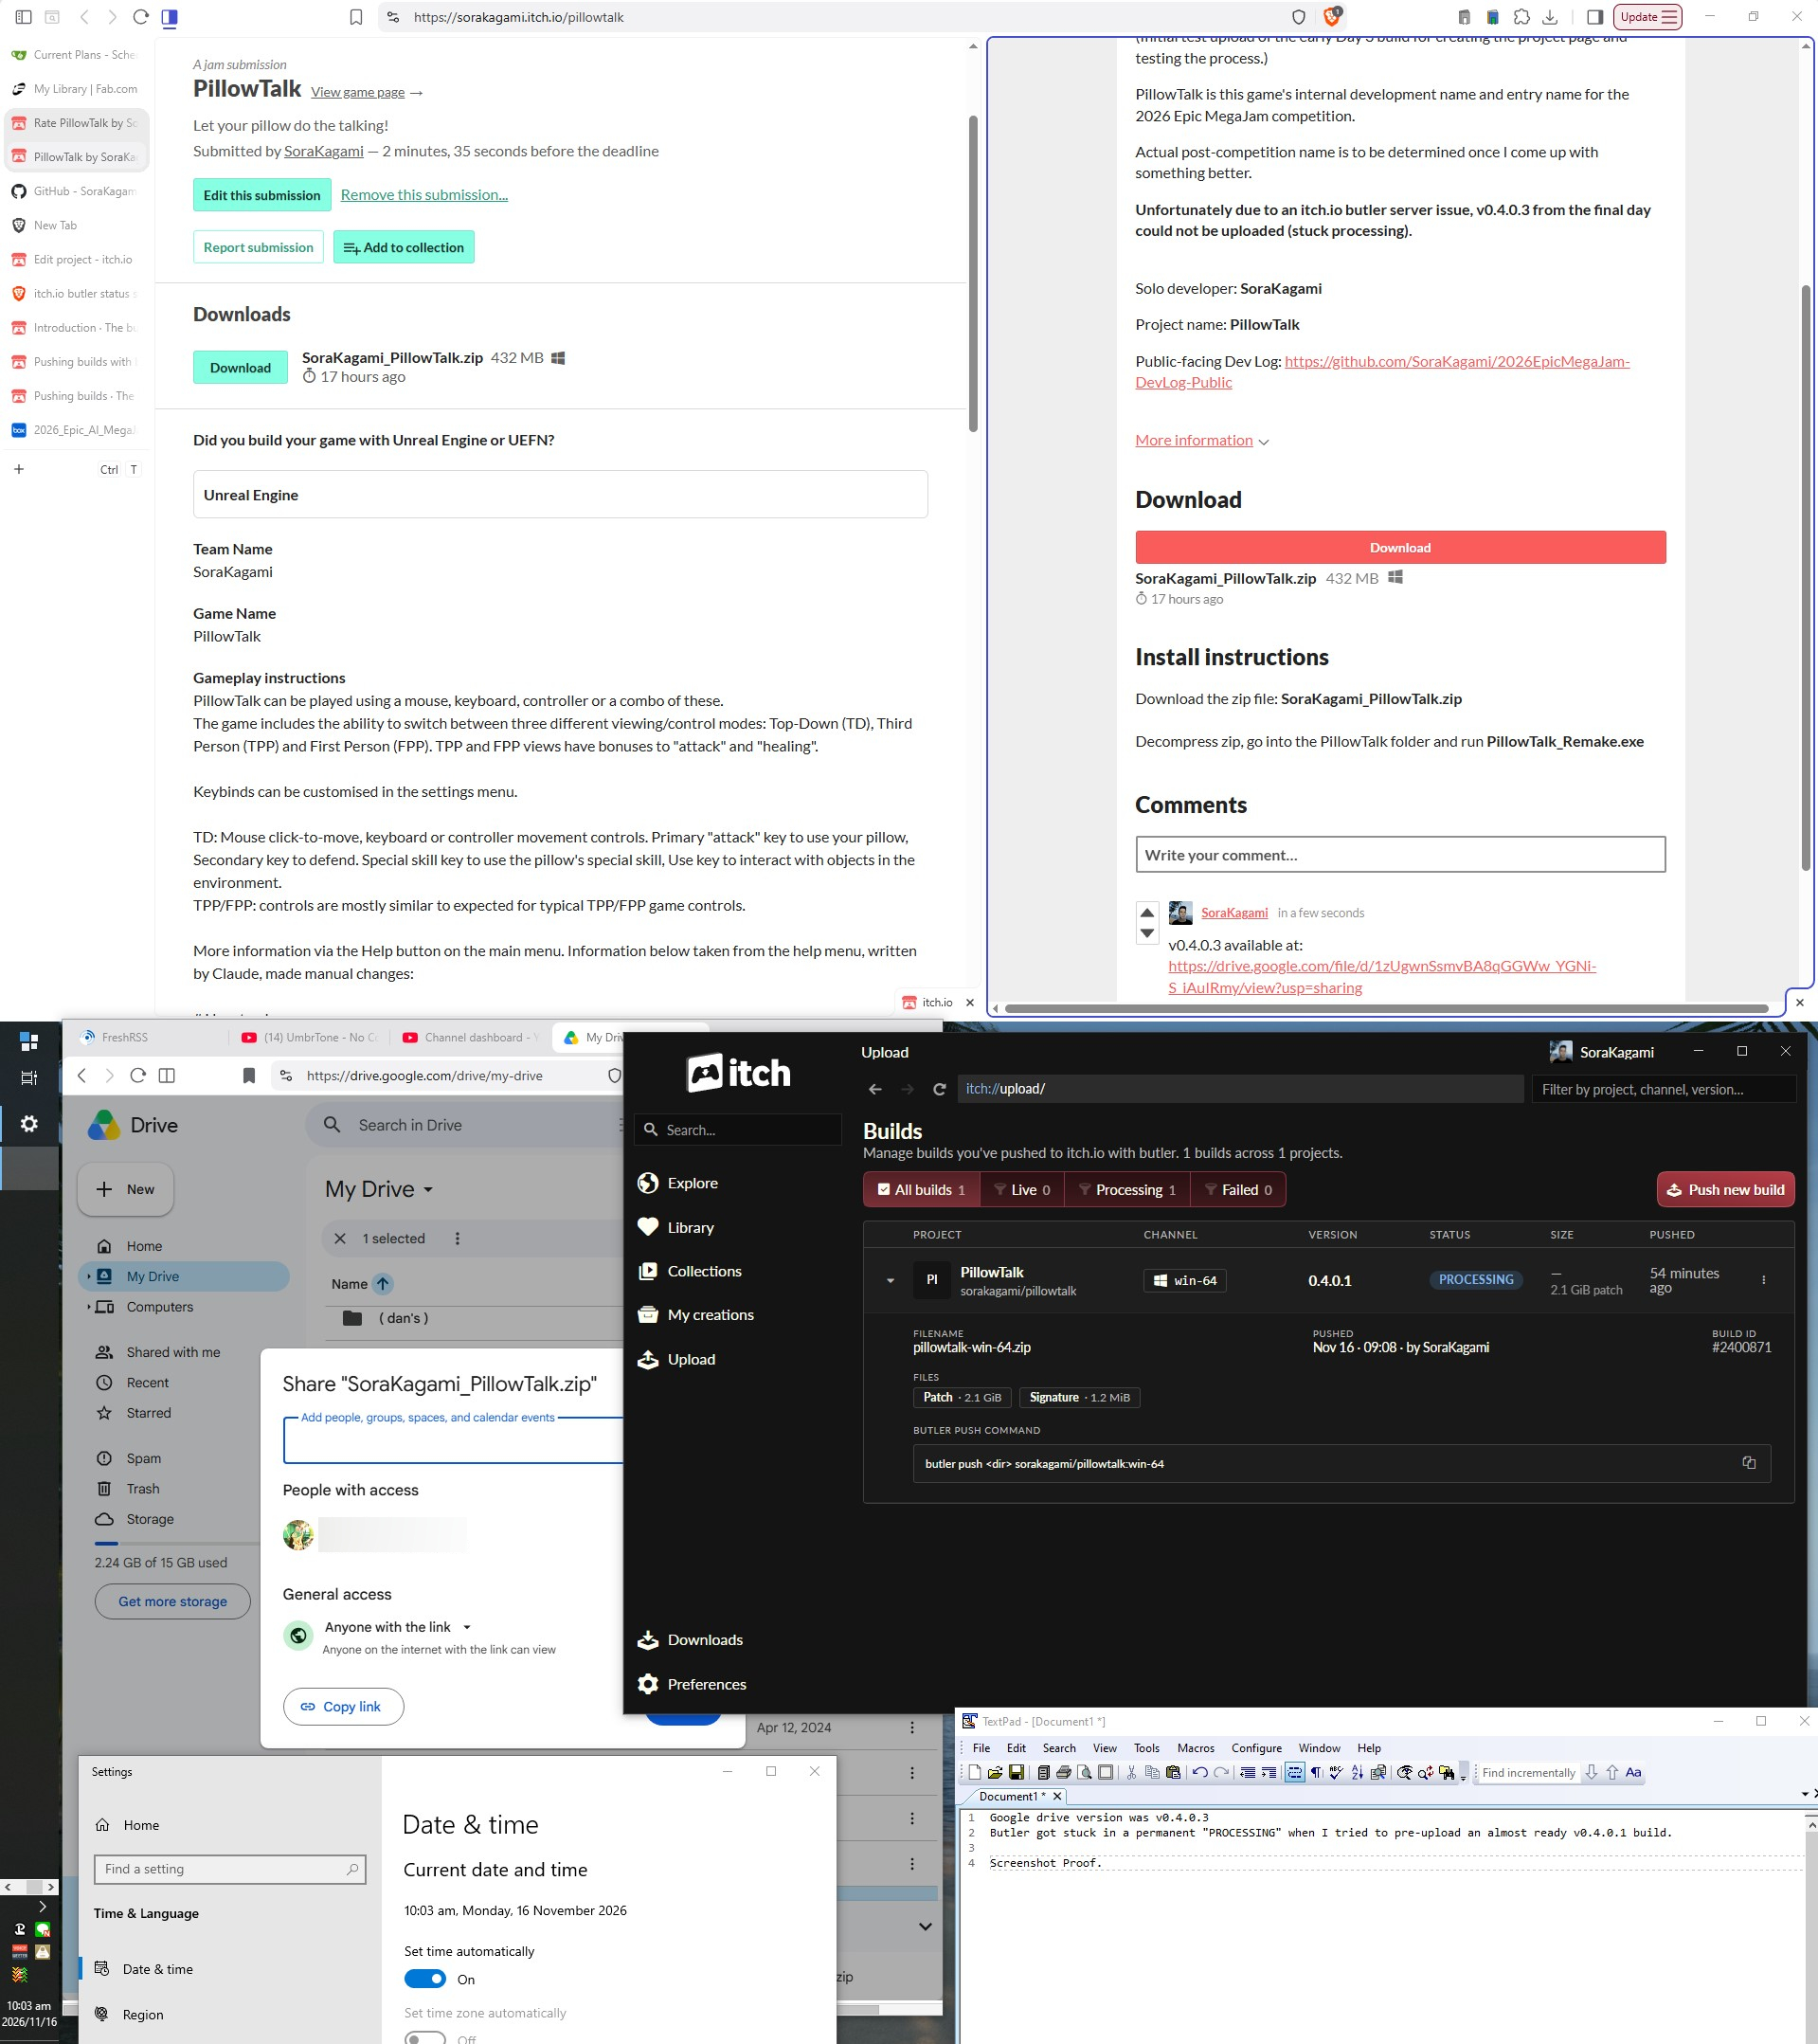 https://sorakagami.itch.io/pillowtalk
Update
Current Plans - Sche
My Library | Fab.com
Rate PillowTalk by So
PillowTalk by SoraKa
GitHub - SoraKagam
New Tab
Edit project - itch.io
itch.io butler status
Introduction · The bu
Pushing builds with
Pushing builds · The
2026_Epic_AI_MegaJ
Ctrl T
A jam submission
PillowTalk View game page →
Let your pillow do the talking!
Submitted by SoraKagami — 2 minutes, 35 seconds before the deadline
Edit this submission
Remove this submission...
Report submission
Add to collection
Downloads
Download
SoraKagami_PillowTalk.zip 432 MB
17 hours ago
Did you build your game with Unreal Engine or UEFN?
Unreal Engine
Team Name
SoraKagami
Game Name
PillowTalk
Gameplay instructions
PillowTalk can be played using a mouse, keyboard, controller or a combo of these.
The game includes the ability to switch between three different viewing/control modes: Top-Down (TD), Third
Person (TPP) and First Person (FPP). TPP and FPP views have bonuses to "attack" and "healing".
Keybinds can be customised in the settings menu.
TD: Mouse click-to-move, keyboard or controller movement controls. Primary "attack" key to use your pillow,
Secondary key to defend. Special skill key to use the pillow's special skill, Use key to interact with objects in the
environment.
TPP/FPP: controls are mostly similar to expected for typical TPP/FPP game controls.
More information via the Help button on the main menu. Information below taken from the help menu, written
by Claude, made manual changes:
itch.io
(Initial test upload of the early Day 5 build for creating the project page and
testing the process.)
PillowTalk is this game's internal development name and entry name for the
2026 Epic MegaJam competition.
Actual post-competition name is to be determined once I come up with
something better.
Unfortunately due to an itch.io butler server issue, v0.4.0.3 from the final day
could not be uploaded (stuck processing).
Solo developer: SoraKagami
Project name: PillowTalk
Public-facing Dev Log: https://github.com/SoraKagami/2026EpicMegaJam-
DevLog-Public
More information
Download
Download
SoraKagami_PillowTalk.zip 432 MB
17 hours ago
Install instructions
Download the zip file: SoraKagami_PillowTalk.zip
Decompress zip, go into the PillowTalk folder and run PillowTalk_Remake.exe
Comments
Write your comment...
SoraKagami in a few seconds
v0.4.0.3 available at:
https://drive.google.com/file/d/1zUgwnSsmvBA8qGGWw_YGNi-
S_iAuIRmy/view?usp=sharing
FreshRSS
(14) UmbrTone - No C
Channel dashboard - Y
My Driv
https://drive.google.com/drive/my-drive
Drive
Search in Drive
New
Home
My Drive
Computers
Shared with me
Recent
Starred
Spam
Trash
Storage
2.24 GB of 15 GB used
Get more storage
My Drive
1 selected
Name
( dan's )
Share "SoraKagami_PillowTalk.zip"
Add people, groups, spaces, and calendar events
People with access
General access
Anyone with the link
Anyone on the internet with the link can view
Copy link
Apr 12, 2024
zip
itch
Search...
Explore
Library
Collections
My creations
Upload
Downloads
Preferences
Upload
SoraKagami
itch://upload/
Filter by project, channel, version...
Builds
Manage builds you've pushed to itch.io with butler. 1 builds across 1 projects.
All builds 1
Live 0
Processing 1
Failed 0
Push new build
PROJECT CHANNEL VERSION STATUS SIZE PUSHED
PI
PillowTalk
sorakagami/pillowtalk
win-64
0.4.0.1
PROCESSING
—
2.1 GiB patch
54 minutes
ago
FILENAME
pillowtalk-win-64.zip
PUSHED
Nov 16 · 09:08 · by SoraKagami
BUILD ID
#2400871
FILES
Patch · 2.1 GiB
Signature · 1.2 MiB
BUTLER PUSH COMMAND
butler push <dir> sorakagami/pillowtalk:win-64
Settings
Home
Find a setting
Time & Language
Date & time
Region
Date & time
Current date and time
10:03 am, Monday, 16 November 2026
Set time automatically
On
Set time zone automatically
Off
TextPad - [Document1 *]
File Edit Search View Tools Macros Configure Window Help
Find incrementally
Aa
Document1 *
1 Google drive version was v0.4.0.3
2 Butler got stuck in a permanent "PROCESSING" when I tried to pre-upload an almost ready v0.4.0.1 build.
3
4 Screenshot Proof.
10:03 am
2026/11/16